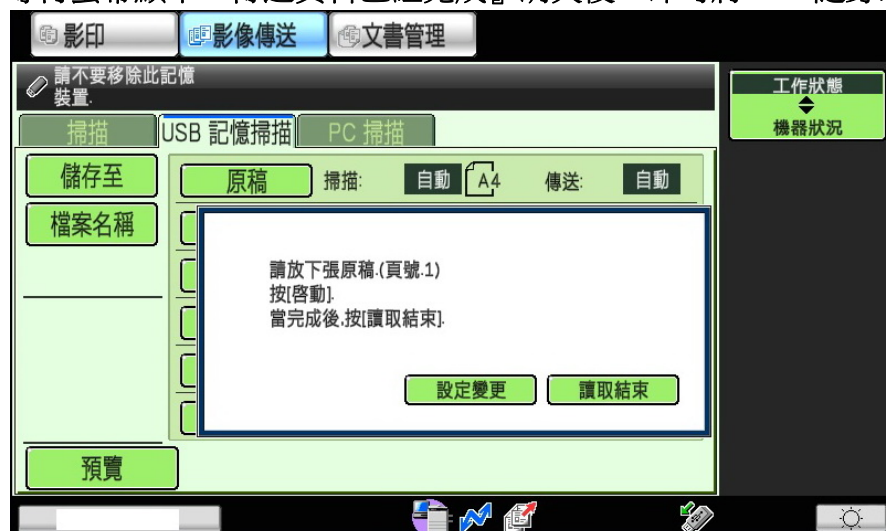 影印
影像傳送
文書管理
請不要移除此記憶
裝置.
工作狀態
機器狀況
掃描
USB 記憶掃描
PC 掃描
儲存至
原稿
掃描:
自動
A4
傳送:
自動
檔案名稱
請放下張原稿.(頁號.1)
按[啓動].
當完成後,按[讀取結束].
設定變更
讀取結束
預覽